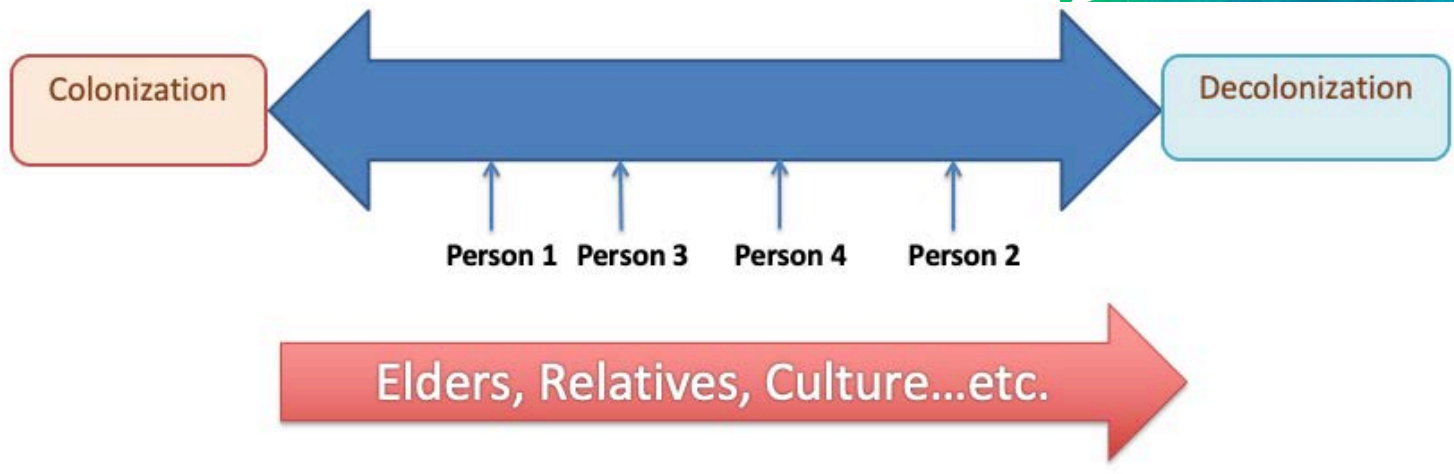 Colonization
Decolonization
Person 1
Person 3
Person 4
Person 2
Elders, Relatives, Culture...etc.